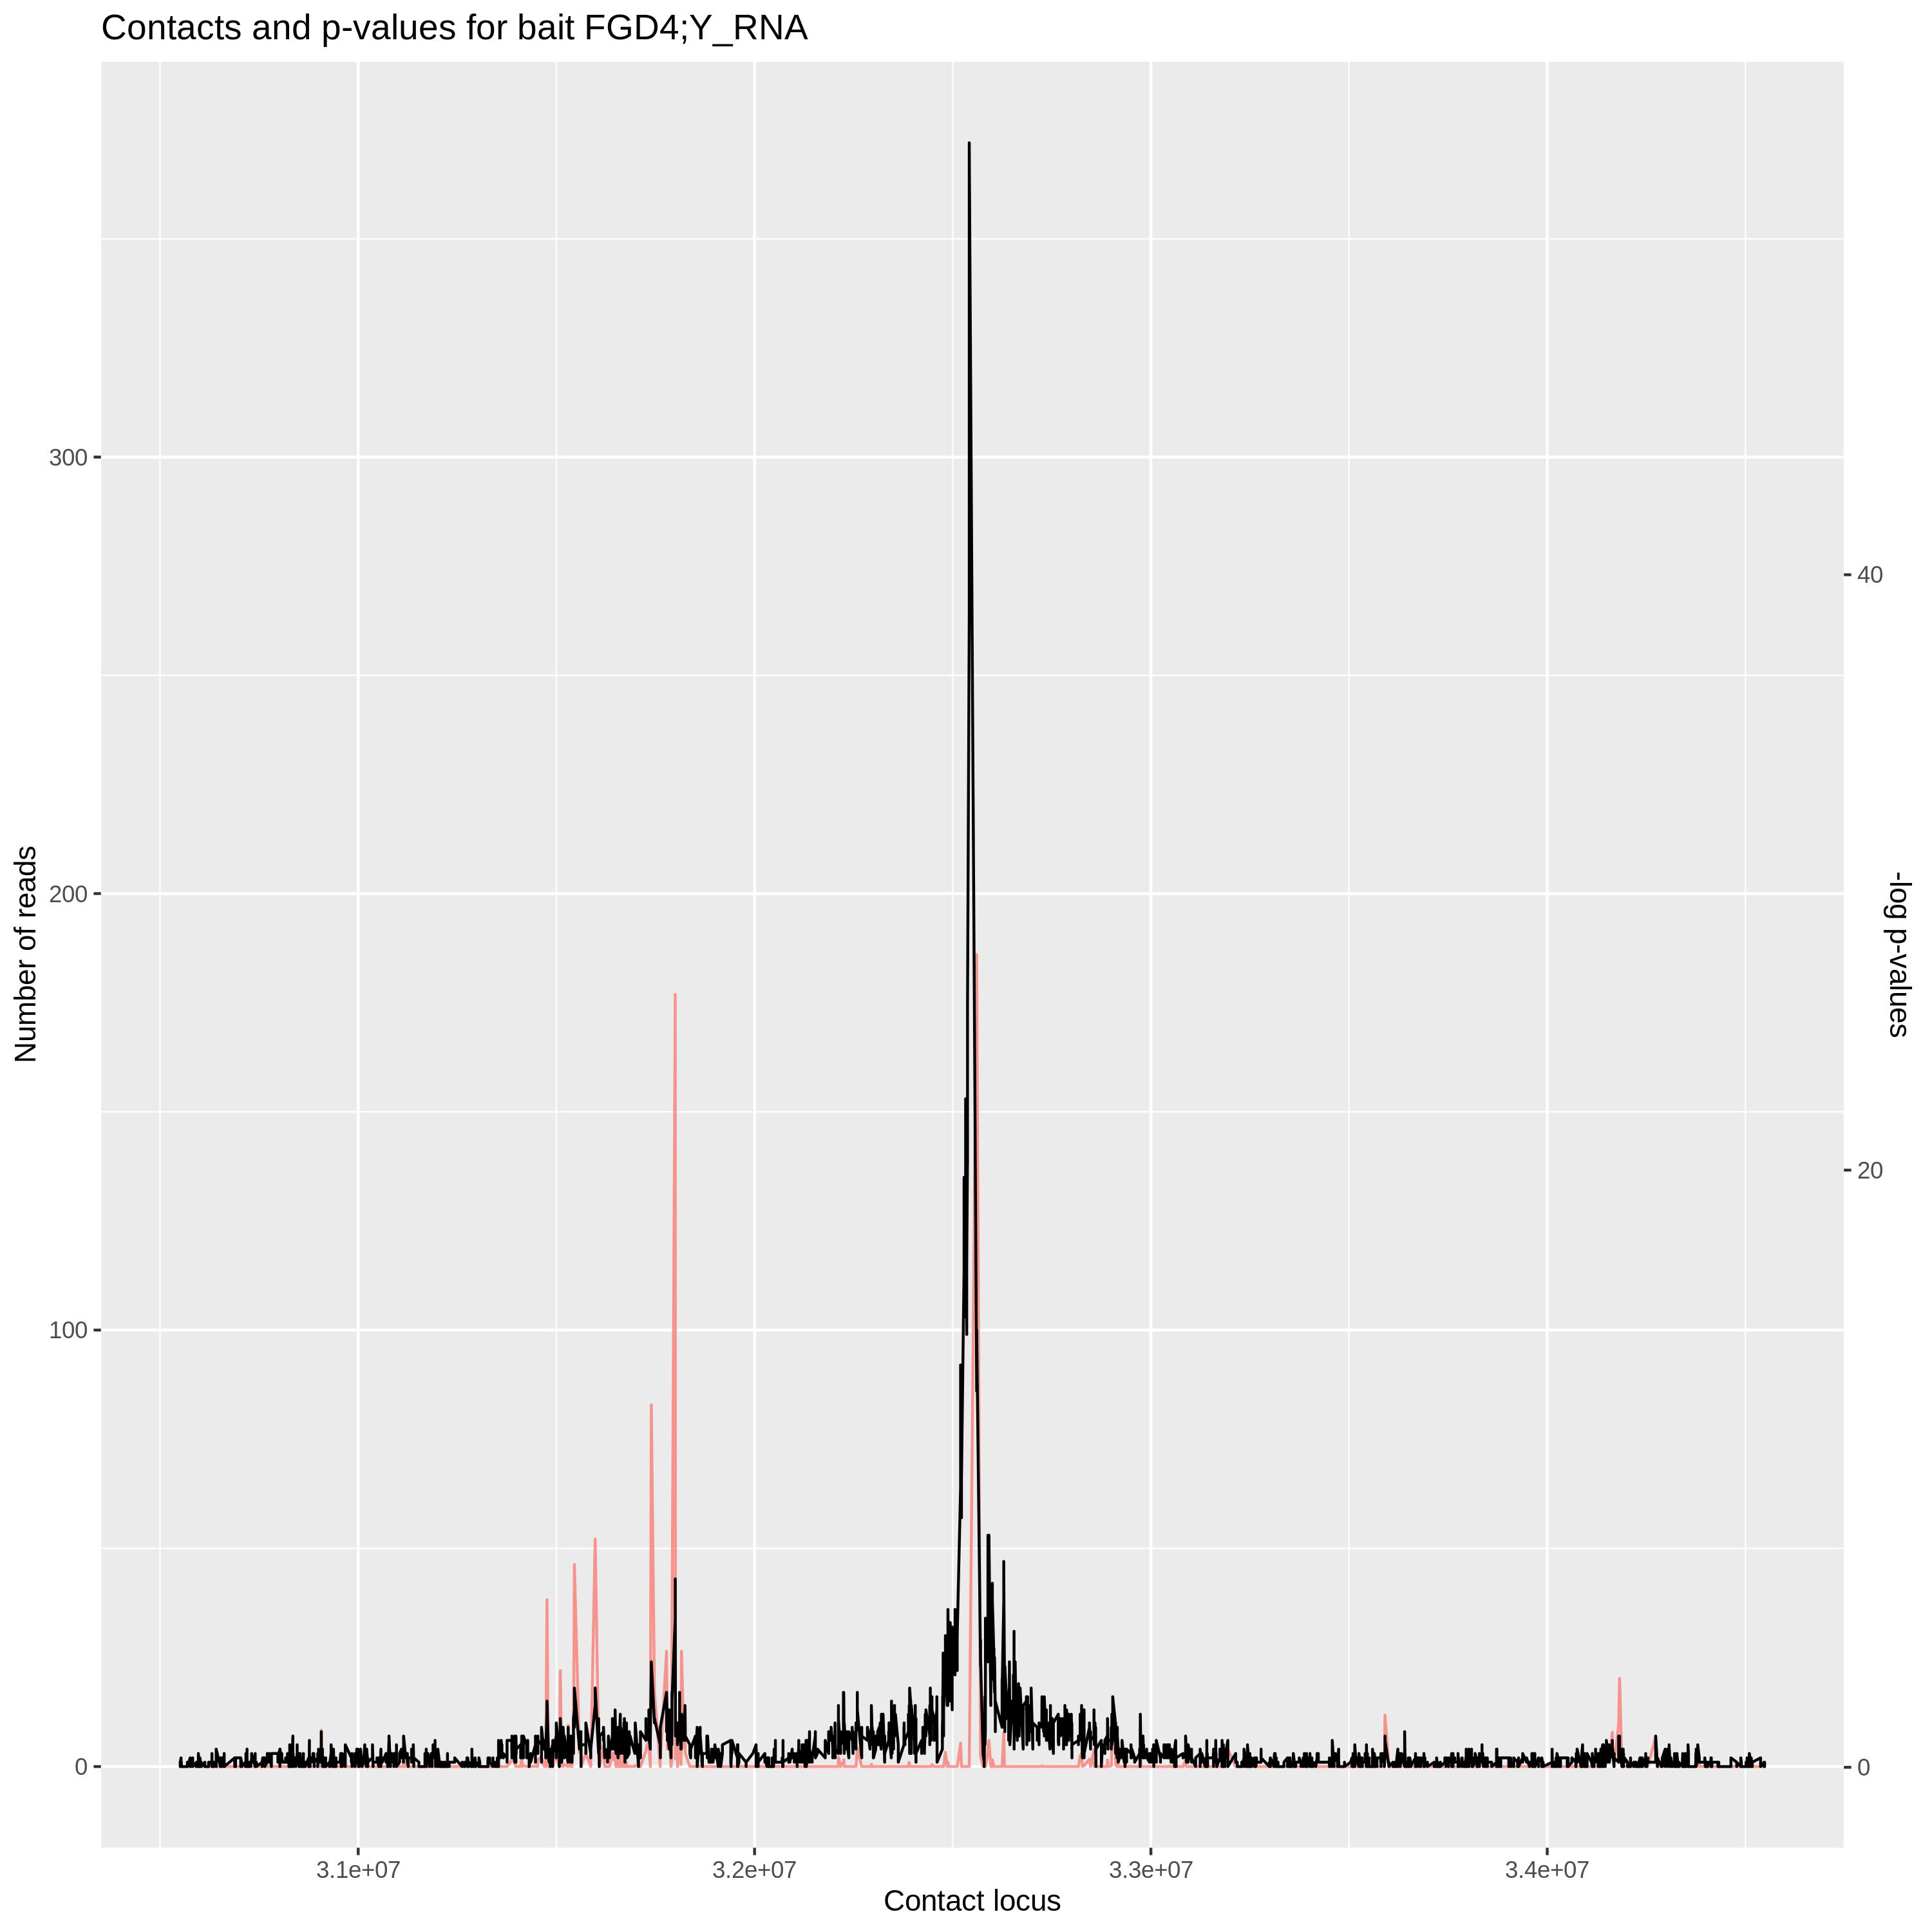 Contacts and p-values for bait FGD4;Y_RNA
300
200
100
0
Number of reads
40
20
0
-log p-values
3.1e+07
3.2e+07
3.3e+07
3.4e+07
Contact locus